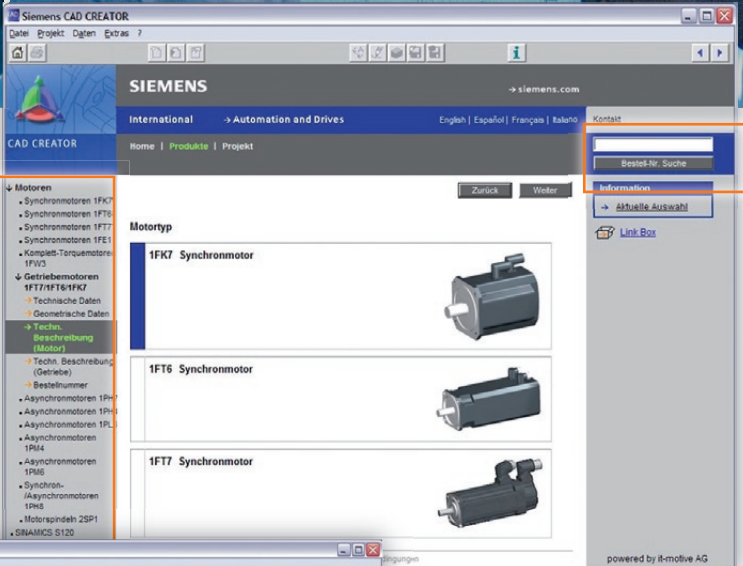 Siemens CAD CREATOR
Datei Projekt Daten Extras ?
SIEMENS
→ siemens.com
International → Automation and Drives
English | Español | Français | Italiano
Kontakt
CAD CREATOR
Home | Produkte | Projekt
Bestell-Nr. Suche
Zurück Weiter
Information
→ Aktuelle Auswahl
Link Box
Motoren
Synchronmotoren 1FK7
Synchronmotoren 1FT6
Synchronmotoren 1FT7
Synchronmotoren 1FE1
Komplett-Torquemotoren
1FW3
Getriebemotoren
1FT7/1FT6/1FK7
→ Technische Daten
→ Geometrische Daten
→ Techn.
Beschreibung
(Motor)
→ Techn. Beschreibung
(Getriebe)
→ Bestellnummer
Asynchronmotoren 1PH7
Asynchronmotoren 1PH4
Asynchronmotoren 1PL6
Asynchronmotoren
1PM4
Asynchronmotoren
1PM6
Synchron-
/Asynchronmotoren
1PH8
Motorspindeln 2SP1
SINAMICS S120
Motortyp
1FK7 Synchronmotor
1FT6 Synchronmotor
1FT7 Synchronmotor
powered by it-motive AG